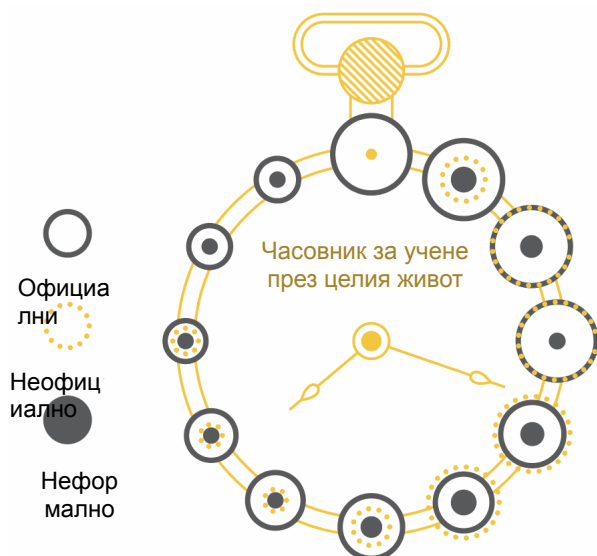 Часовник за учене
през целия живот
Официа
лни
Неофиц
иално
Нефор
мално